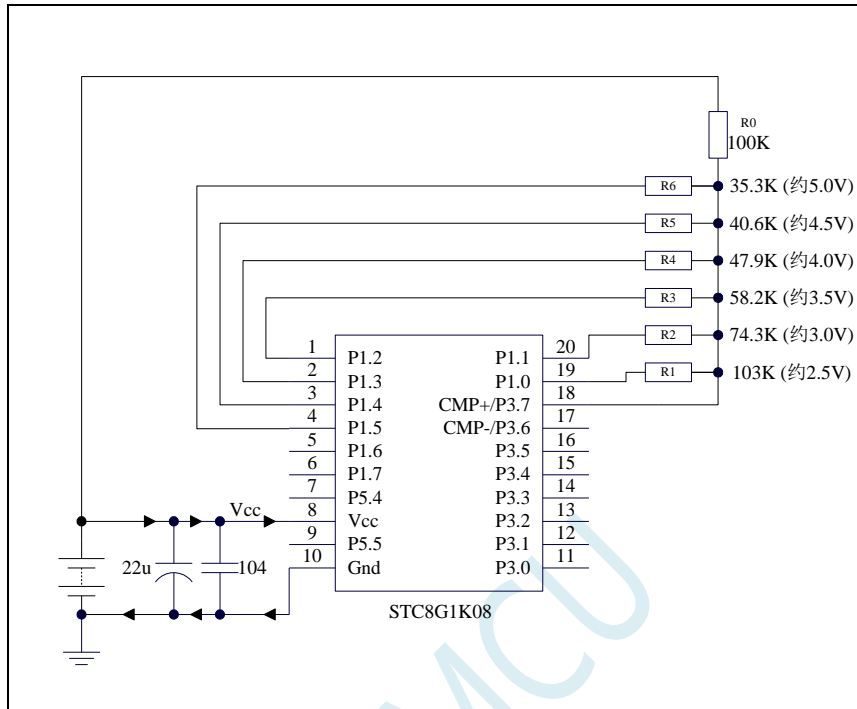 R0
100K
R6 35.3K (约5.0V)
R5 40.6K (约4.5V)
R4 47.9K (约4.0V)
R3 58.2K (约3.5V)
R2 74.3K (约3.0V)
R1 103K (约2.5V)
1 P1.2 P1.1 20
2 P1.3 P1.0 19
3 P1.4 CMP+/P3.7 18
4 P1.5 CMP-/P3.6 17
5 P1.6 P3.5 16
6 P1.7 P3.4 15
7 P5.4 P3.3 14
Vcc 8 Vcc P3.2 13
9 P5.5 P3.1 12
10 Gnd P3.0 11
22u 104
STC8G1K08
MCU